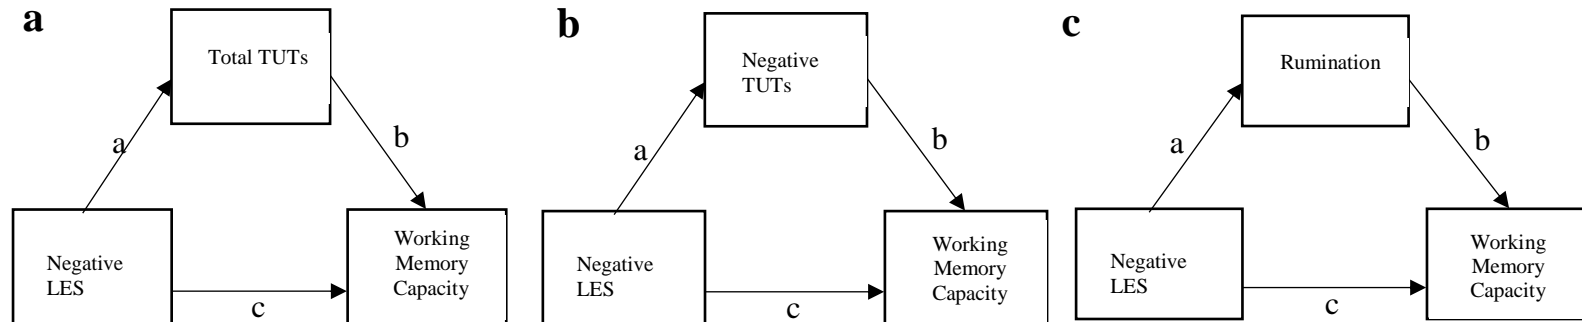 a
Total TUTs
a
b
Negative
LES
c
Working
Memory
Capacity
b
Negative
TUTs
a
b
Negative
LES
c
Working
Memory
Capacity
c
Rumination
a
b
Negative
LES
c
Working
Memory
Capacity